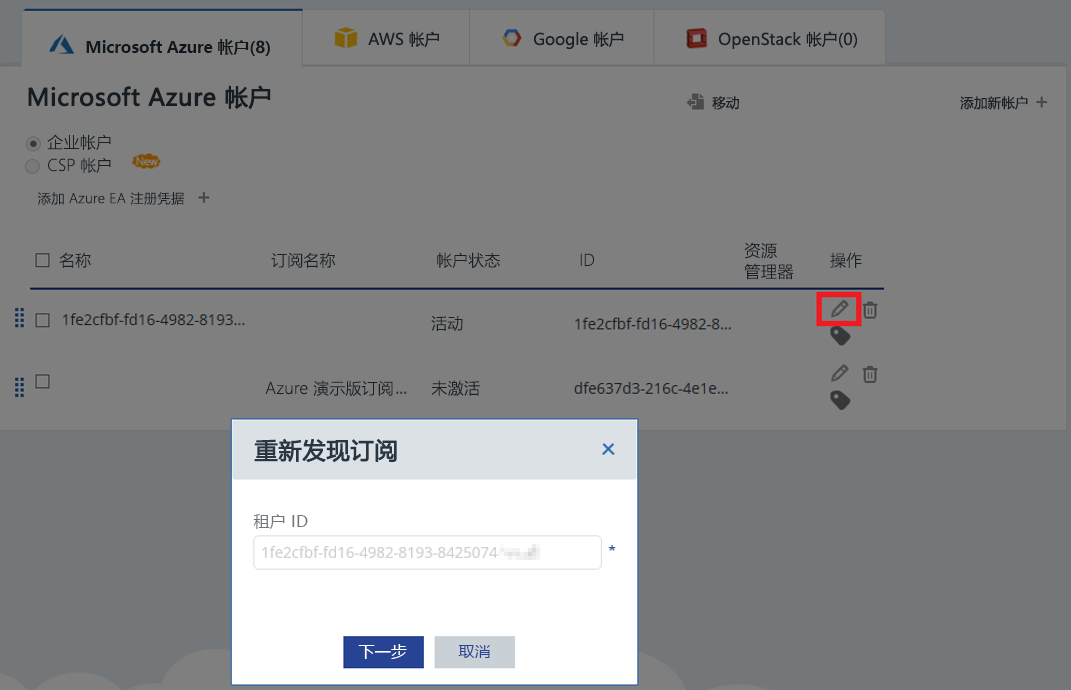 Microsoft Azure 帐户(8)
AWS 帐户
Google 帐户
OpenStack 帐户(0)
Microsoft Azure 帐户
移动
添加新帐户 +
企业帐户
CSP 帐户
New
添加 Azure EA 注册凭据 +
名称
订阅名称
帐户状态
ID
资源
管理器
操作
1fe2cfbf-fd16-4982-8193...
活动
1fe2cfbf-fd16-4982-8...
Azure 演示版订阅...
未激活
dfe637d3-216c-4e1e...
重新发现订阅
租户 ID
1fe2cfbf-fd16-4982-8193-8425074
*
下一步
取消